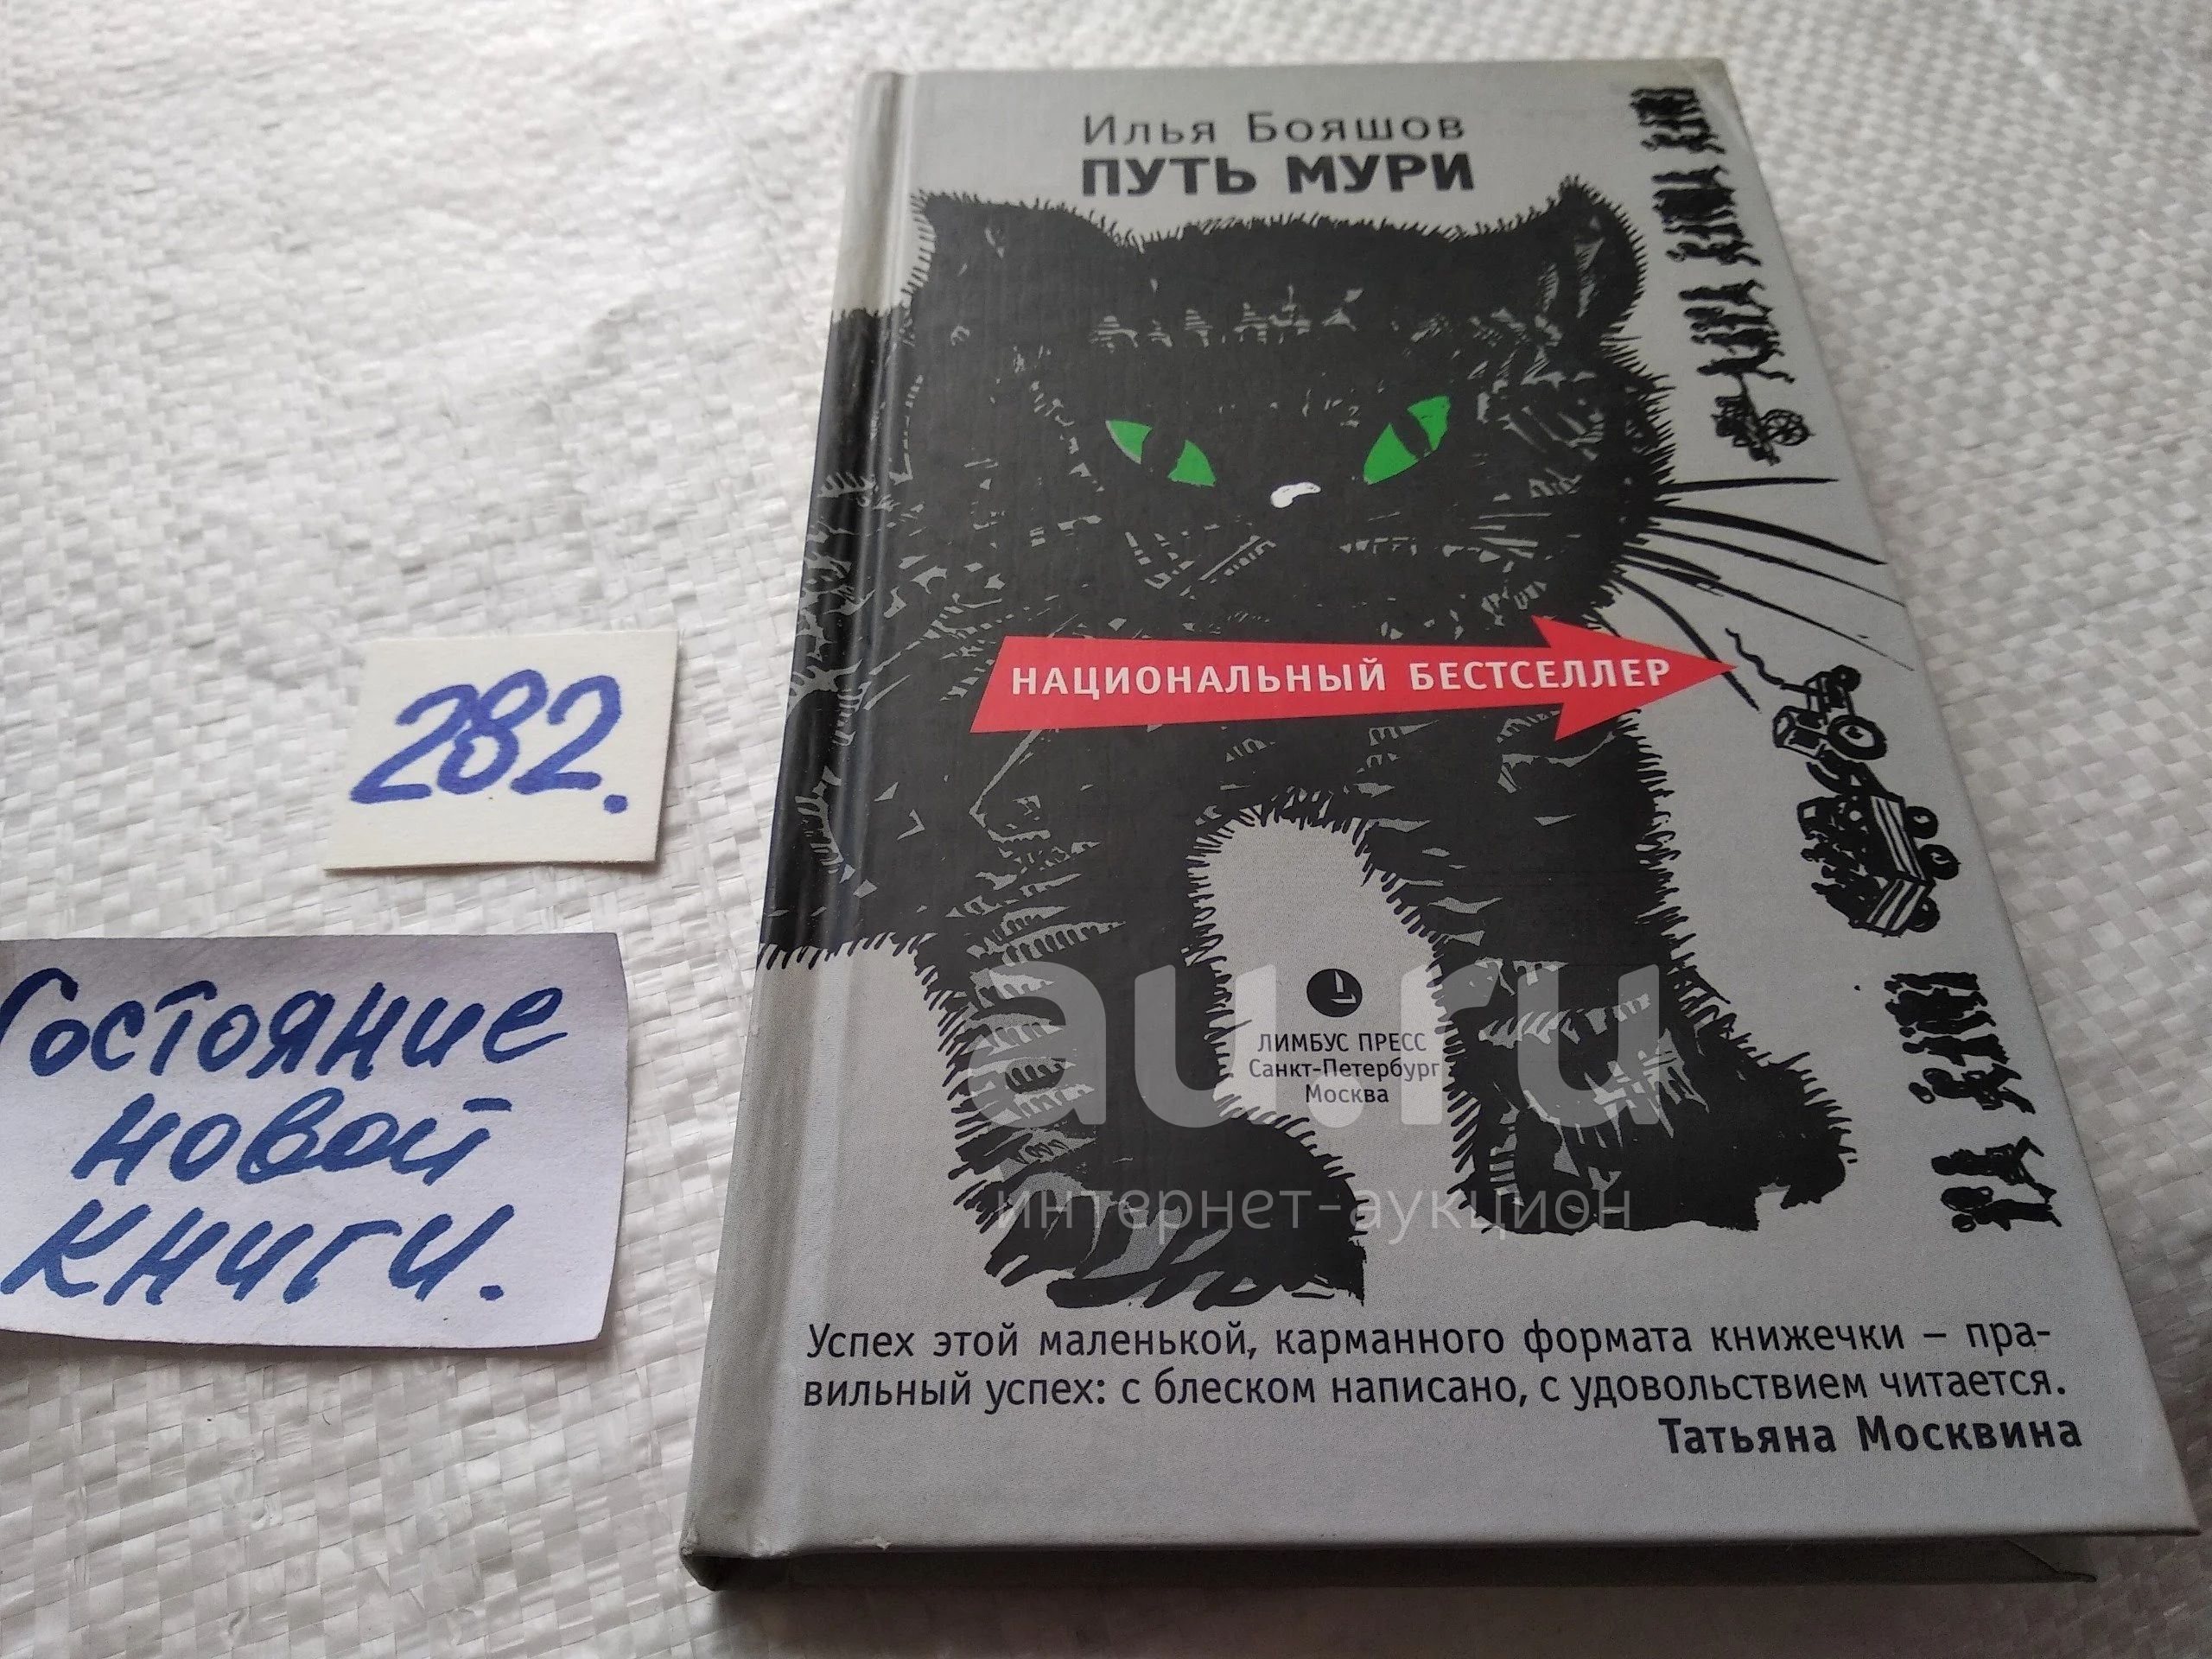 Илья Бояшов
ПУТЬ МУРИ
НАЦИОНАЛЬНЫЙ БЕСТСЕЛЛЕР
282.
Состояние
новой
книги.
ЛИМБУС ПРЕСС
Санкт-Петербург
Москва
au.ru
интернет-аукцион
Успех этой маленькой, карманного формата книжечки – пра-
вильный успех: с блеском написано, с удовольствием читается.
Татьяна Москвина